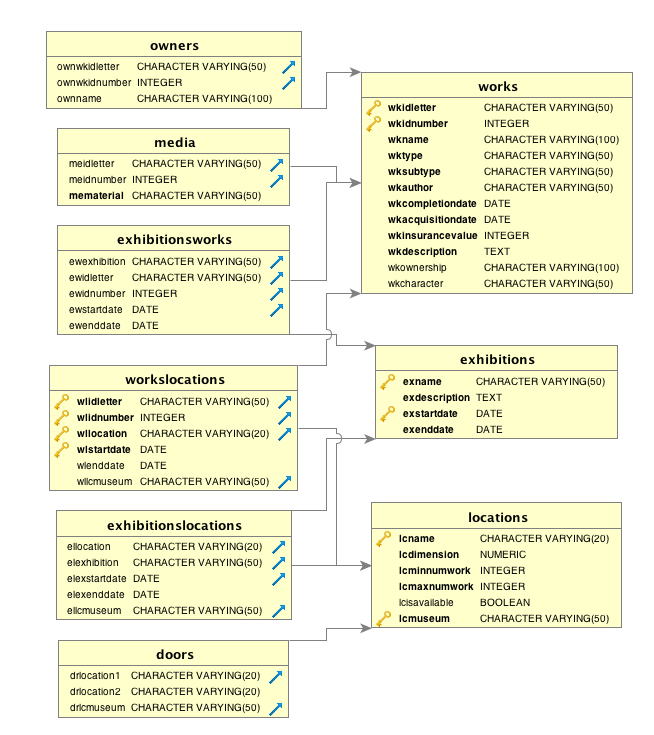 owners
ownwkidletter CHARACTER VARYING(50)
ownwkidnumber INTEGER
ownname CHARACTER VARYING(100)
media
meidletter CHARACTER VARYING(50)
meidnumber INTEGER
mematerial CHARACTER VARYING(50)
exhibitionsworks
ewexhibition CHARACTER VARYING(50)
ewidletter CHARACTER VARYING(50)
ewidnumber INTEGER
ewstartdate DATE
ewenddate DATE
workslocations
wlidletter CHARACTER VARYING(50)
wlidnumber INTEGER
wllocation CHARACTER VARYING(20)
wlstartdate DATE
wlenddate DATE
wllcmuseum CHARACTER VARYING(50)
exhibitionslocations
ellocation CHARACTER VARYING(20)
elexhibition CHARACTER VARYING(50)
elexstartdate DATE
elexenddate DATE
ellcmuseum CHARACTER VARYING(50)
doors
drlocation1 CHARACTER VARYING(20)
drlocation2 CHARACTER VARYING(20)
drlcmuseum CHARACTER VARYING(50)
works
wkidletter CHARACTER VARYING(50)
wkidnumber INTEGER
wkname CHARACTER VARYING(100)
wktype CHARACTER VARYING(50)
wksubtype CHARACTER VARYING(50)
wkauthor CHARACTER VARYING(50)
wkcompletiondate DATE
wkacquisitiondate DATE
wkinsurancevalue INTEGER
wkdescription TEXT
wkownership CHARACTER VARYING(100)
wkcharacter CHARACTER VARYING(50)
exhibitions
exname CHARACTER VARYING(50)
exdescription TEXT
exstartdate DATE
exenddate DATE
locations
lcname CHARACTER VARYING(20)
lcdimension NUMERIC
lcminnumwork INTEGER
lcmaxnumwork INTEGER
lcisavailable BOOLEAN
lcmuseum CHARACTER VARYING(50)